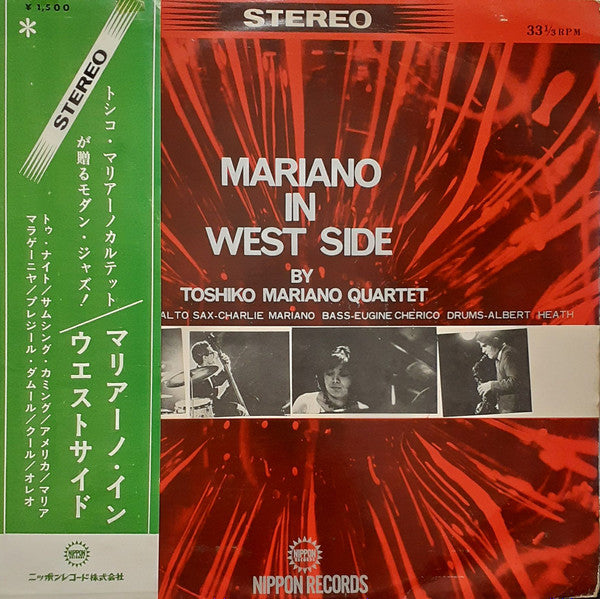 ¥1,500
*
STEREO
トシコ・マリアーノカルテット
が贈るモダン・ジャズ!
マリアーノ・イン
ウエストサイド
トゥ・ナイト/サムシング・カミング/アメリカ/マリア
マラゲーニャ/プレジール・ダムール/クール/オレオ
NIPPON
ニッポンレコード株式会社
STEREO
33 1/3 RPM
MARIANO
IN
WEST SIDE
BY
TOSHIKO MARIANO QUARTET
ALTO SAX-CHARLIE MARIANO BASS-EUGINE CHERICO DRUMS-ALBERT HEATH
NIPPON
RECORDS
NIPPON RECORDS